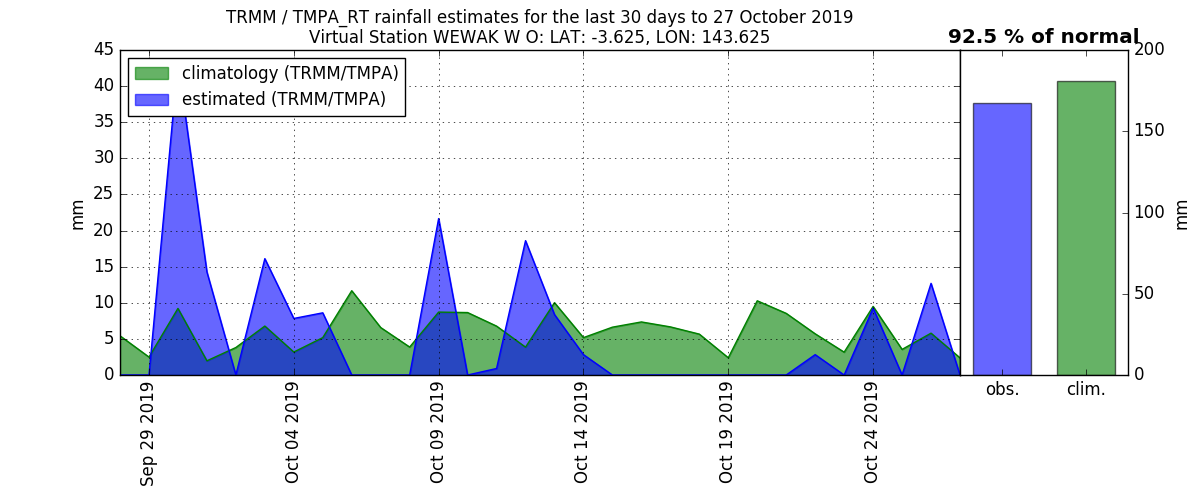 TRMM / TMPA_RT rainfall estimates for the last 30 days to 27 October 2019
Virtual Station WEWAK W O: LAT: -3.625, LON: 143.625
92.5 % of normal
climatology (TRMM/TMPA)
estimated (TRMM/TMPA)
45
40
35
30
25
20
15
10
5
0
mm
Sep 29 2019
Oct 04 2019
Oct 09 2019
Oct 14 2019
Oct 19 2019
Oct 24 2019
200
150
100
50
0
mm
obs.
clim.